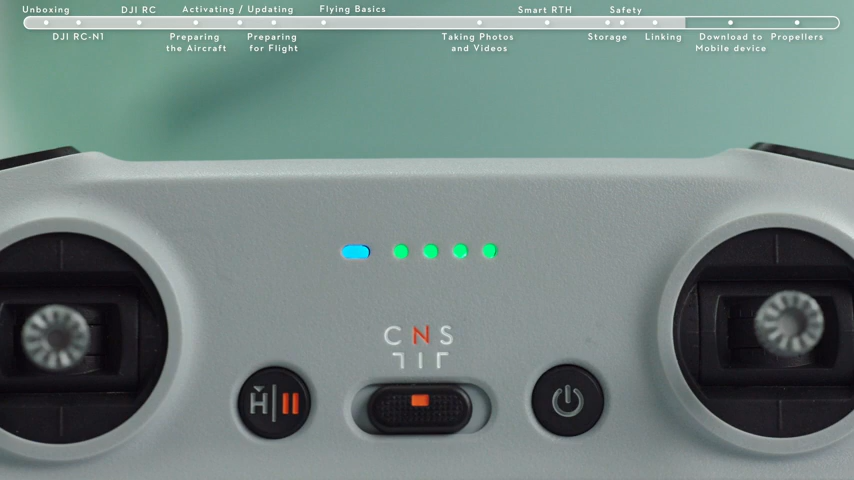 Unboxing
DJI RC
Activating / Updating
Flying Basics
Smart RTH
Safety
DJI RC-N1
Preparing
the Aircraft
Preparing
for Flight
Taking Photos
and Videos
Storage
Linking
Download to
Mobile device
Propellers
C N S
H